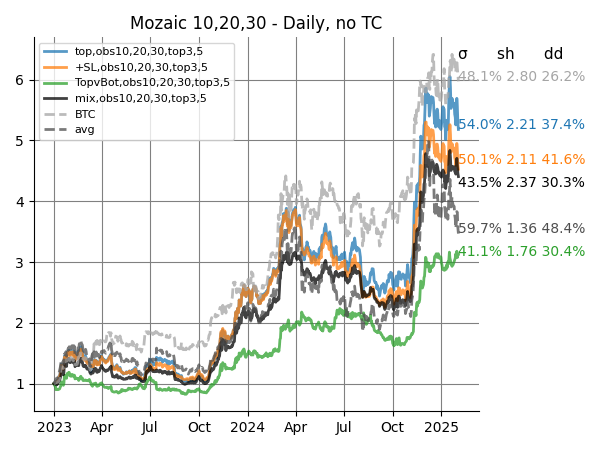 Mozaic 10,20,30 - Daily, no TC
σ sh dd
top,obs10,20,30,top3,5
+SL,obs10,20,30,top3,5
TopvBot,obs10,20,30,top3,5
mix,obs10,20,30,top3,5
BTC
avg
48.1% 2.80 26.2%
54.0% 2.21 37.4%
50.1% 2.11 41.6%
43.5% 2.37 30.3%
59.7% 1.36 48.4%
41.1% 1.76 30.4%
6
5
4
3
2
1
2023 Apr Jul Oct 2024 Apr Jul Oct 2025